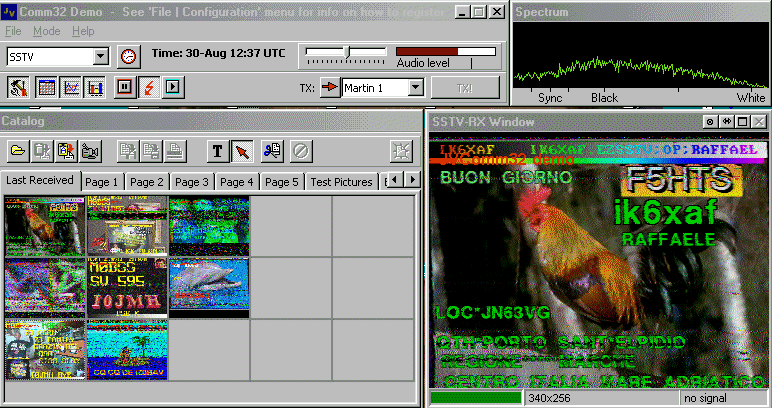 Comm32 Demo - See 'File | Configuration' menu for info on how to register
File Mode Help
SSTV
Time: 30-Aug 12:37 UTC
Audio level
TX:
Martin 1
TX!
Spectrum
Sync
Black
White
Catalog
T
Last Received
Page 1
Page 2
Page 3
Page 4
Page 5
Test Pictures
MØBSS
SV 595
SSTV-RX Window
IK6XAF IK6XAF EZSSTV:OP:RAFFAEL
Comm32 Demo
BUON GIORNO
F5HTS
ik6xaf
RAFFAELE
LOC*JN63VG
QTH*PORTO SANT*ELPIDIO
REGIONE MARCHE
CENTRO ITALIA MARE ADRIATICO
340x256
no signal